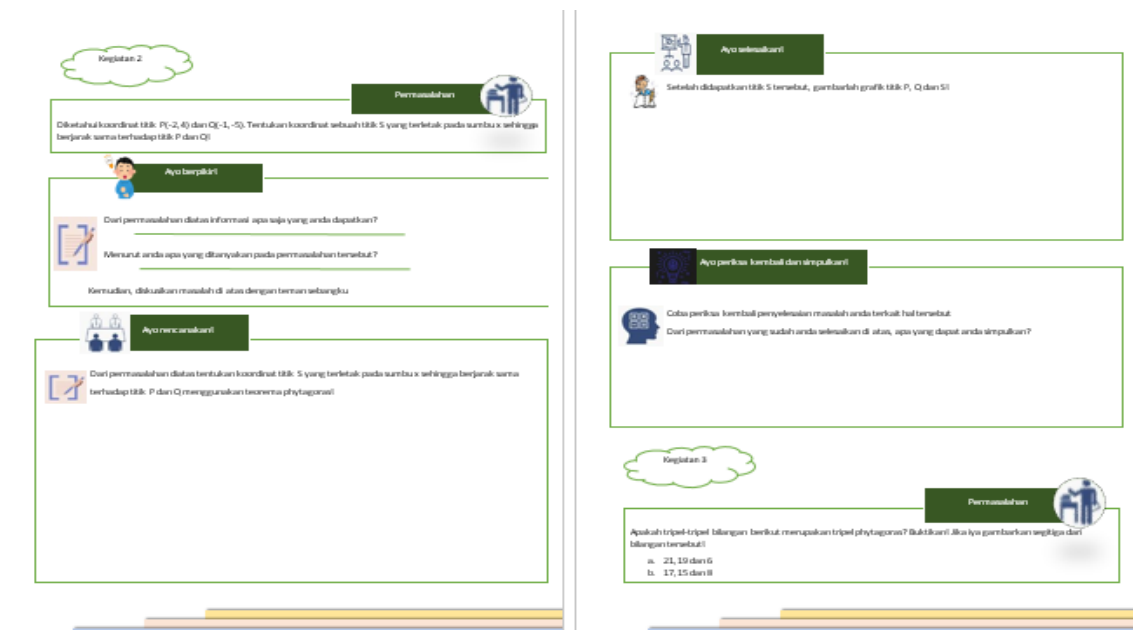 Kegiatan 2
Permasalahan
Diketahui koordinat titik P(-2, 4) dan Q(-1, -5). Tentukan koordinat sebuah titik S yang terletak pada sumbu x sehingga
berjarak sama terhadap titik P dan Q!
Ayo berpikir!
Dari permasalahan diatas informasi apa saja yang anda dapatkan?
Menurut anda apa yang ditanyakan pada permasalahan tersebut?
Kemudian, diskusikan masalah di atas dengan teman sebangku
Ayo rencanakan!
Dari permasalahan diatas tentukan koordinat titik S yang terletak pada sumbu x sehingga berjarak sama
terhadap titik P dan Q menggunakan teorema phytagoras!
Ayo selesaikan!
Setelah didapatkan titik S tersebut, gambarlah grafik titik P, Q dan S!
Ayo periksa kembali dan simpulkan!
Coba periksa kembali penyelesaian masalah anda terkait hal tersebut
Dari permasalahan yang sudah anda selesaikan di atas, apa yang dapat anda simpulkan?
Kegiatan 3
Permasalahan
Apakah tripel-tripel bilangan berikut merupakan tripel phytagoras? Buktikan! Jika iya gambarkan segitiga dari
bilangan tersebut!
a. 21, 19 dan 6
b. 17, 15 dan 8